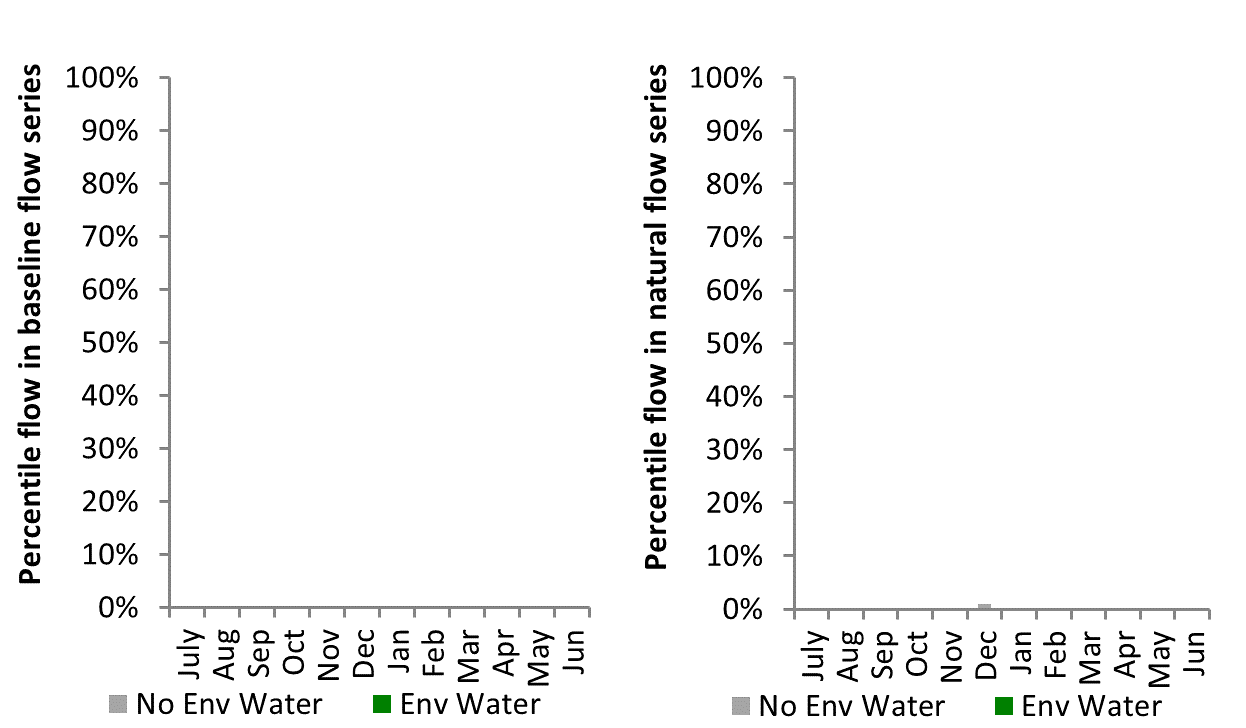 Percentile flow in baseline flow series
100%
90%
80%
70%
60%
50%
40%
30%
20%
10%
0%
July
Aug
Sep
Oct
Nov
Dec
Jan
Feb
Mar
Apr
May
Jun
No Env Water
Env Water
Percentile flow in natural flow series
100%
90%
80%
70%
60%
50%
40%
30%
20%
10%
0%
July
Aug
Sep
Oct
Nov
Dec
Jan
Feb
Mar
Apr
May
Jun
No Env Water
Env Water